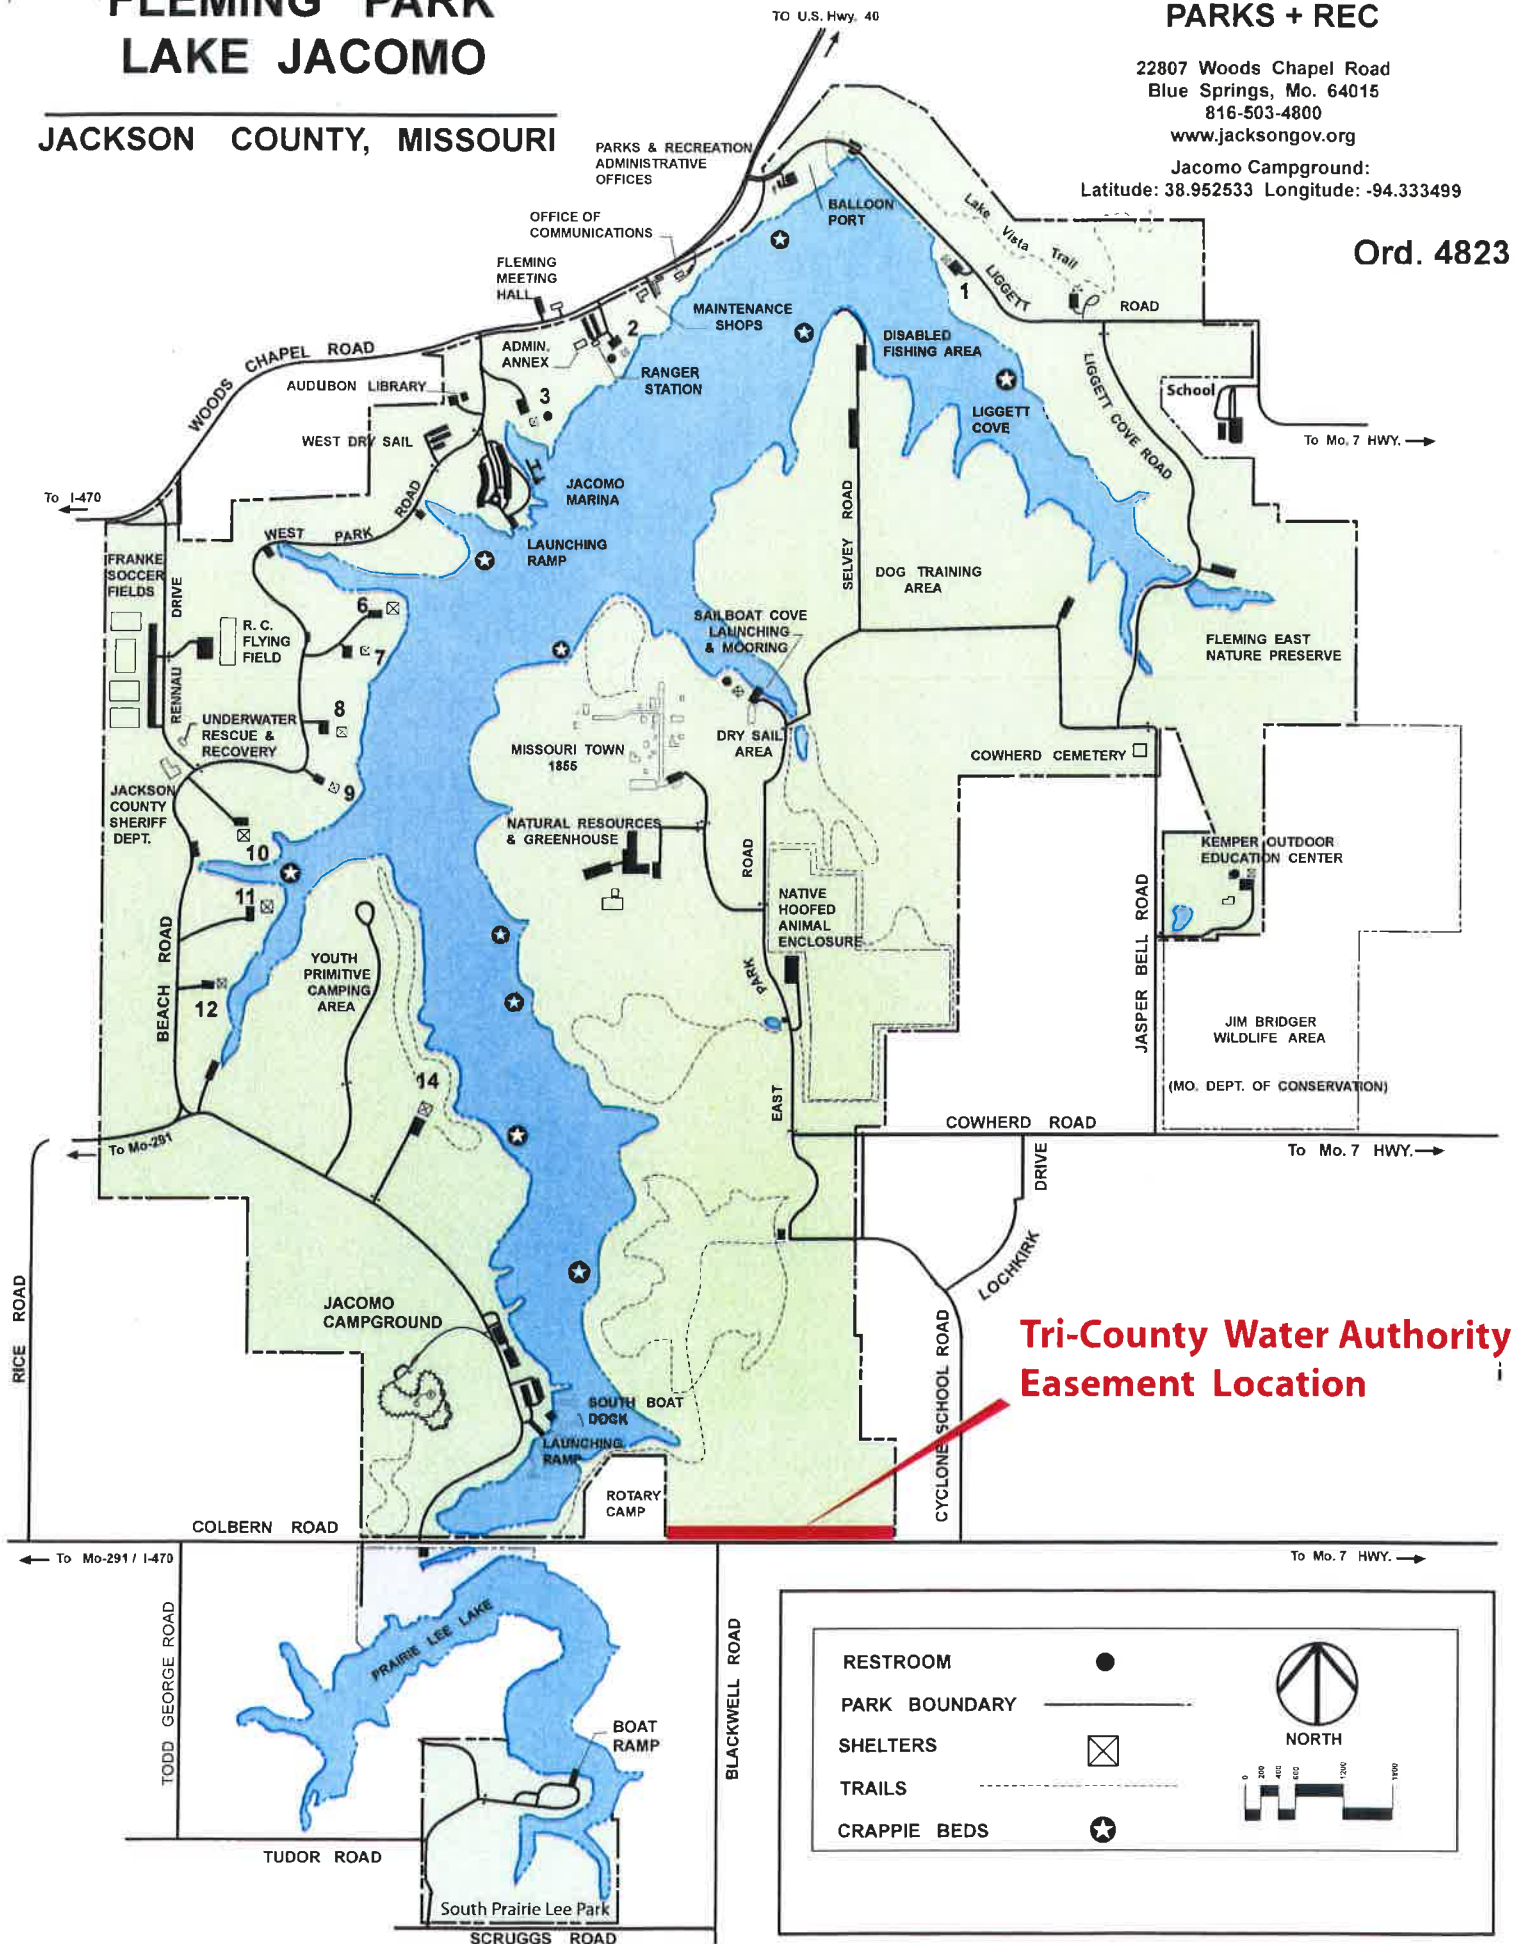 FLEMING PARK
LAKE JACOMO
JACKSON COUNTY, MISSOURI
TO U.S. Hwy. 40
PARKS + REC
22807 Woods Chapel Road
Blue Springs, Mo. 64015
816-503-4800
www.jacksongov.org
Jacomo Campground:
Latitude: 38.952533 Longitude: -94.333499
Ord. 4823
PARKS & RECREATION
ADMINISTRATIVE
OFFICES
BALLOON
PORT
Lake Vista Trail
OFFICE OF
COMMUNICATIONS
FLEMING
MEETING
HALL
MAINTENANCE
SHOPS
1
LIGGETT ROAD
2
ADMIN.
ANNEX
RANGER
STATION
DISABLED
FISHING AREA
WOODS CHAPEL ROAD
AUDUBON LIBRARY
3
LIGGETT
COVE
LIGGETT COVE ROAD
School
To Mo. 7 HWY.
WEST DRY SAIL
JACOMO
MARINA
To I-470
WEST PARK ROAD
LAUNCHING
RAMP
SELVEY ROAD
DOG TRAINING
AREA
FRANKE
SOCCER
FIELDS
RENNAU DRIVE
R. C.
FLYING
FIELD
6
7
SAILBOAT COVE
LAUNCHING
& MOORING
FLEMING EAST
NATURE PRESERVE
8
UNDERWATER
RESCUE &
RECOVERY
MISSOURI TOWN
1855
DRY SAIL
AREA
COWHERD CEMETERY
9
JACKSON
COUNTY
SHERIFF
DEPT.
NATURAL RESOURCES
& GREENHOUSE
10
KEMPER OUTDOOR
EDUCATION CENTER
11
NATIVE
HOOFED
ANIMAL
ENCLOSURE
EAST PARK ROAD
JASPER BELL ROAD
BEACH ROAD
YOUTH
PRIMITIVE
CAMPING
AREA
12
JIM BRIDGER
WILDLIFE AREA
(MO. DEPT. OF CONSERVATION)
14
COWHERD ROAD
To Mo-291
To Mo. 7 HWY.
DRIVE
LOCHKIRK
RICE ROAD
JACOMO
CAMPGROUND
CYCLONE SCHOOL ROAD
Tri-County Water Authority
Easement Location
SOUTH BOAT
DOCK
LAUNCHING
RAMP
ROTARY
CAMP
COLBERN ROAD
To Mo-291 / I-470
To Mo. 7 HWY.
TODD GEORGE ROAD
PRAIRIE LEE LAKE
BLACKWELL ROAD
BOAT
RAMP
TUDOR ROAD
South Prairie Lee Park
SCRUGGS ROAD
RESTROOM
PARK BOUNDARY
SHELTERS
TRAILS
CRAPPIE BEDS
NORTH
0 200 400 600 1200 1800